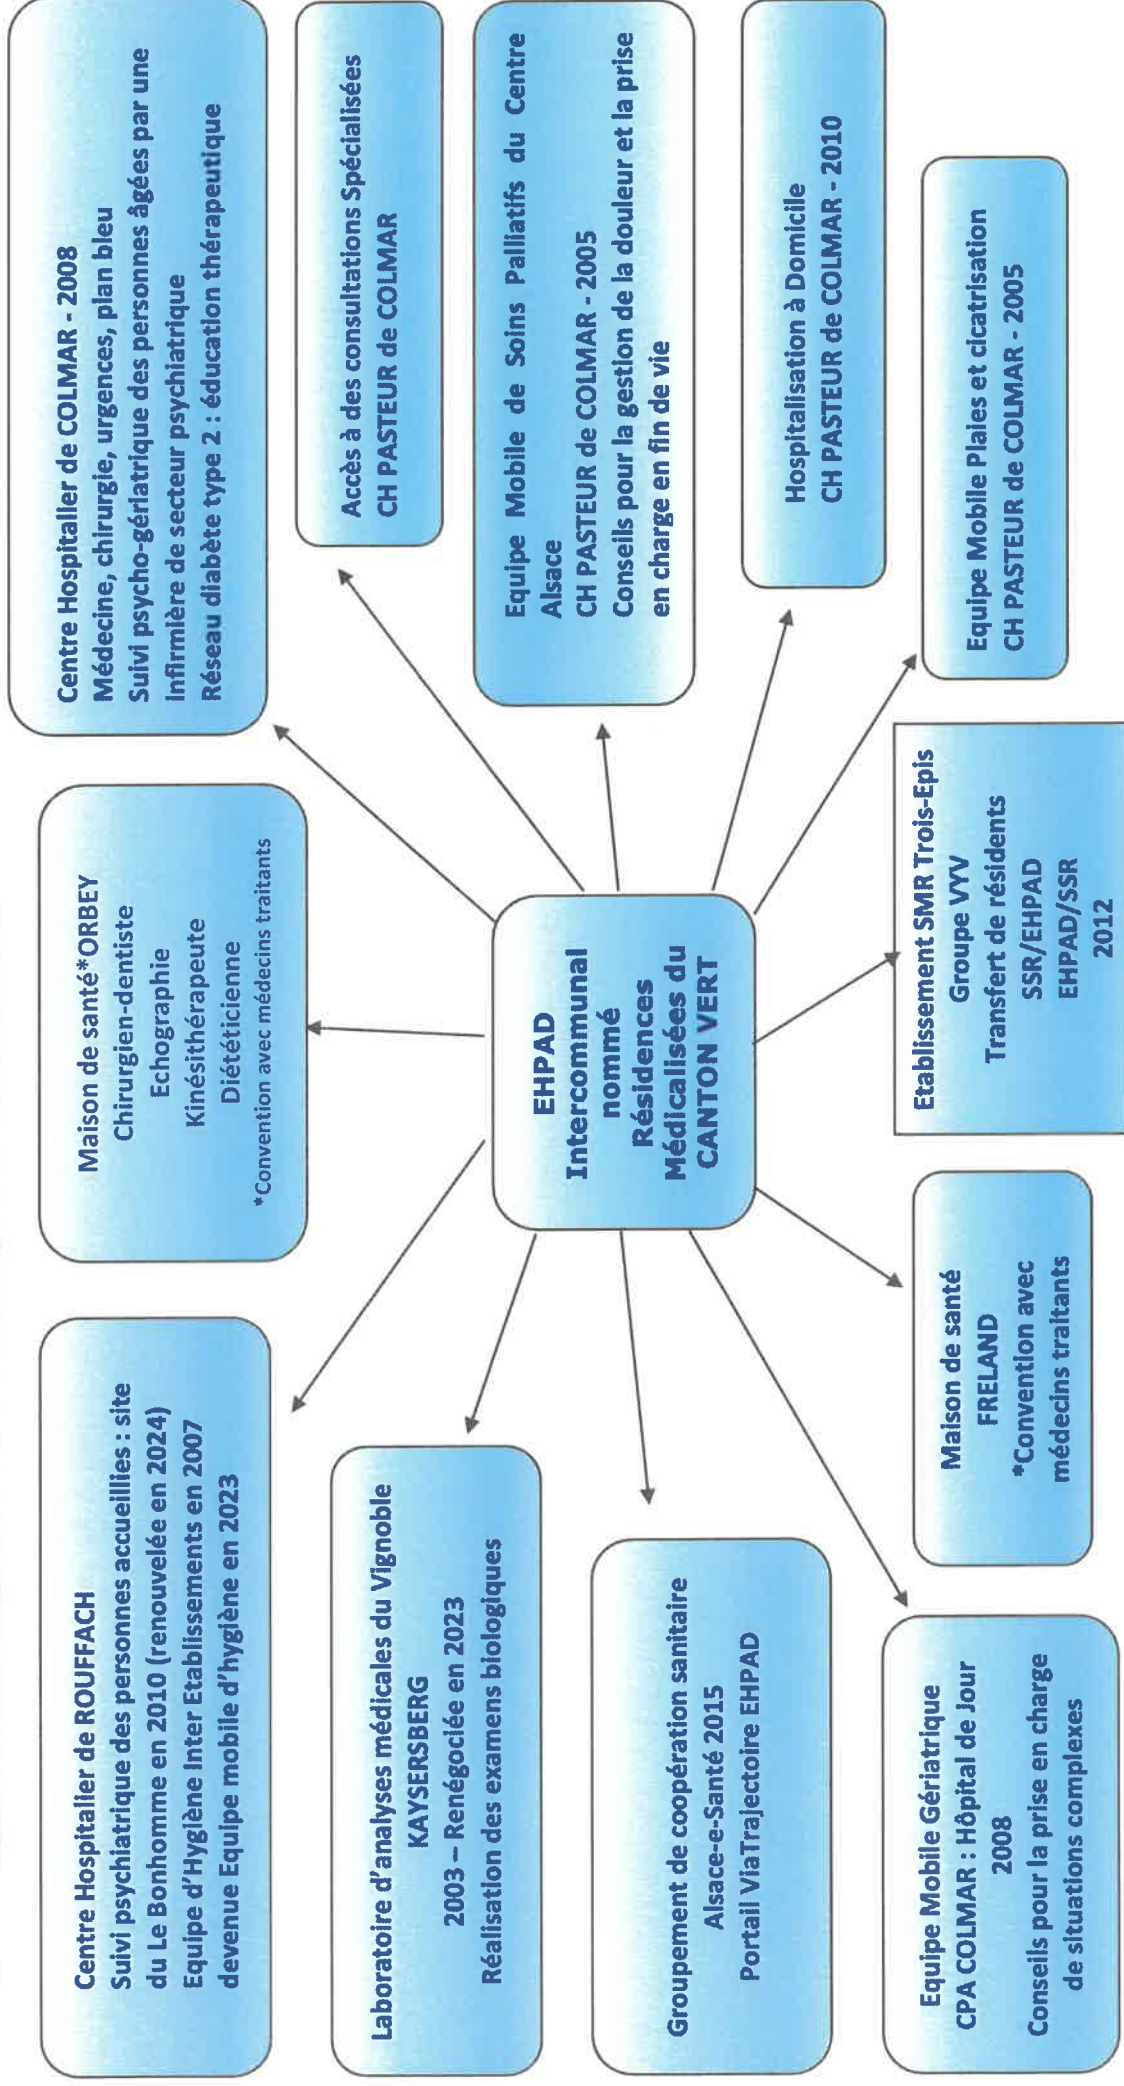 Centre Hospitalier de ROUFFACH
Suivi psychiatrique des personnes accueillies : site
du Le Bonhomme en 2010 (renouvelée en 2024)
Equipe d'Hygiène Inter Etablissements en 2007
devenue Equipe mobile d'hygiène en 2023
Maison de santé*ORBEY
Chirurgien-dentiste
Echographie
Kinésithérapeute
Diététicienne
*Convention avec médecins traitants
Centre Hospitalier de COLMAR - 2008
Médecine, chirurgie, urgences, plan bleu
Suivi psycho-gériatrique des personnes âgées par une
infirmière de secteur psychiatrique
Réseau diabète type 2 : éducation thérapeutique
Laboratoire d'analyses médicales du Vignoble
KAYSERSBERG
2003 – Renégociée en 2023
Réalisation des examens biologiques
Accès à des consultations Spécialisées
CH PASTEUR de COLMAR
EHPAD
Intercommunal
nommé
Résidences
Médicalisées du
CANTON VERT
Equipe Mobile de Soins Palliatifs du Centre
Alsace
CH PASTEUR de COLMAR - 2005
Conseils pour la gestion de la douleur et la prise
en charge en fin de vie
Groupement de coopération sanitaire
Alsace-e-Santé 2015
Portail ViaTrajectoire EHPAD
Hospitalisation à Domicile
CH PASTEUR de COLMAR - 2010
Equipe Mobile Gériatrique
CPA COLMAR : Hôpital de Jour
2008
Conseils pour la prise en charge
de situations complexes
Maison de santé
FRELAND
*Convention avec
médecins traitants
Etablissement SMR Trois-Epis
Groupe VYV
Transfert de résidents
SSR/EHPAD
EHPAD/SSR
2012
Equipe Mobile Plaies et cicatrisation
CH PASTEUR de COLMAR - 2005